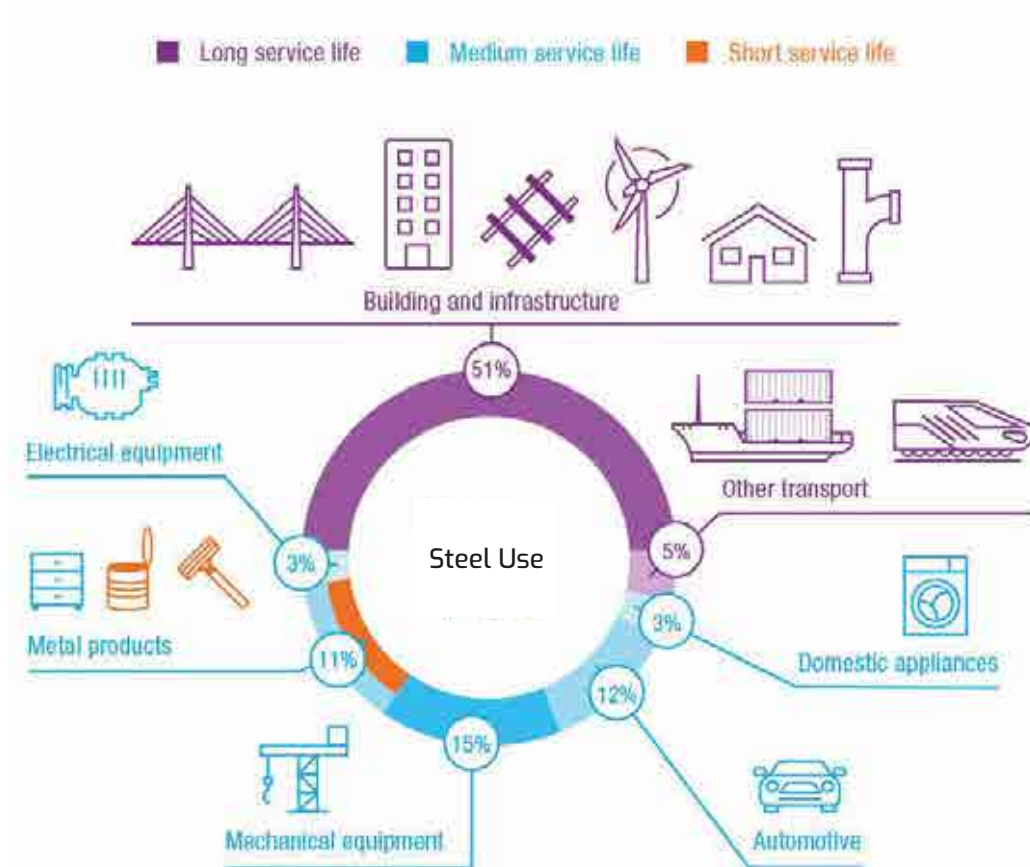 Long service life
Medium service life
Short service life
Building and infrastructure
51%
Electrical equipment
Other transport
Steel Use
3%
5%
Metal products
3%
Domestic appliances
11%
12%
15%
Mechanical equipment
Automotive